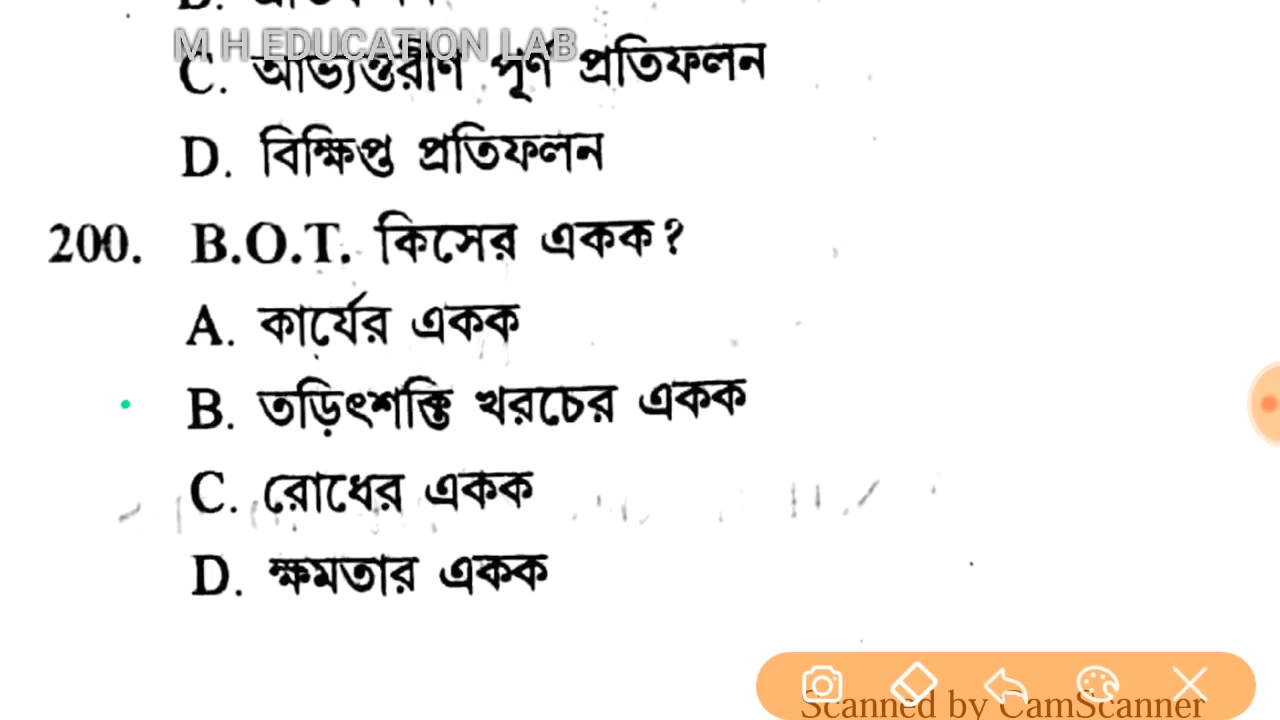 M H EDUCATION LAB
C. আভ্যন্তরীণ পূর্ণ প্রতিফলন
D. বিক্ষিপ্ত প্রতিফলন
200. B.O.T. কিসের একক?
A. কার্যের একক
B. তড়িৎশক্তি খরচের একক
C. রোধের একক
D. ক্ষমতার একক
Scanned by CamScanner